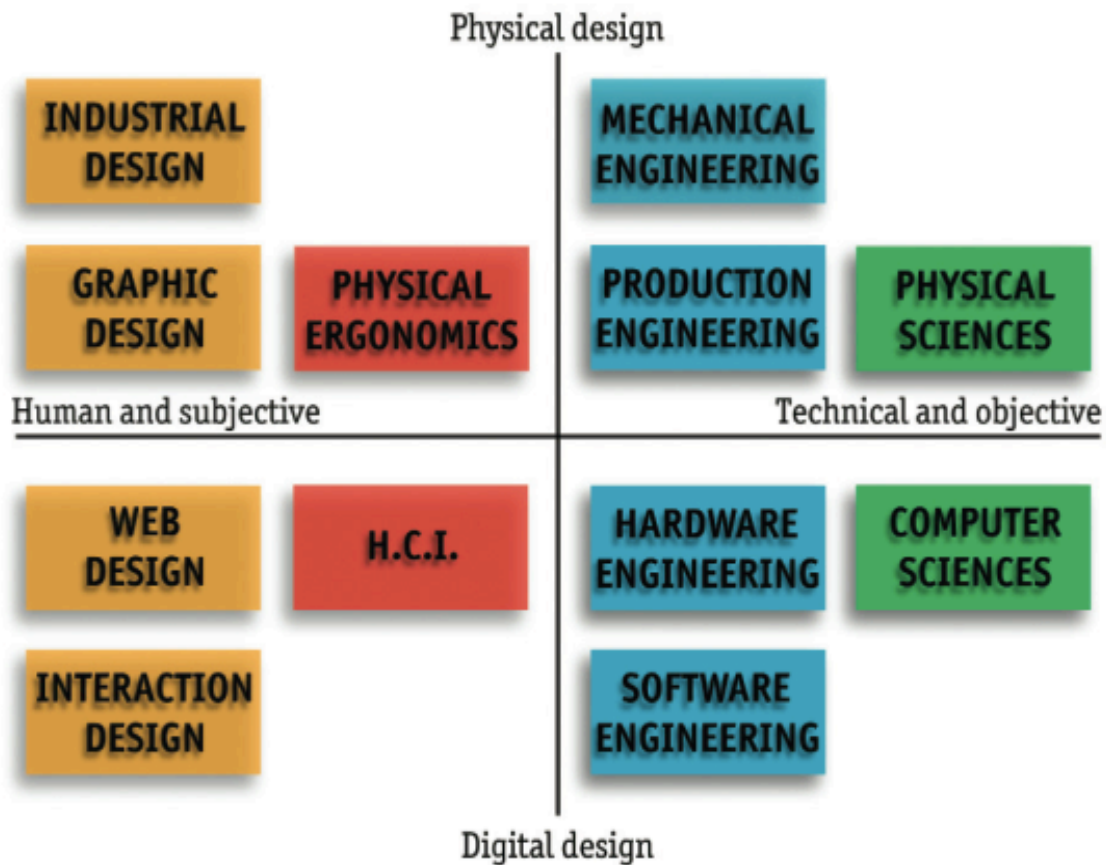 Physical design
INDUSTRIAL
DESIGN
MECHANICAL
ENGINEERING
GRAPHIC
DESIGN
PHYSICAL
ERGONOMICS
PRODUCTION
ENGINEERING
PHYSICAL
SCIENCES
Human and subjective
Technical and objective
WEB
DESIGN
H.C.I.
HARDWARE
ENGINEERING
COMPUTER
SCIENCES
INTERACTION
DESIGN
SOFTWARE
ENGINEERING
Digital design